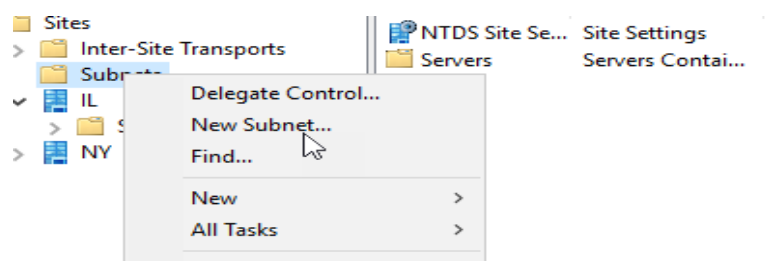 Sites
Inter-Site Transports
Subnets
IL
S
NY
Delegate Control...
New Subnet...
Find...
New
All Tasks
NTDS Site Se... Site Settings
Servers Servers Contai...